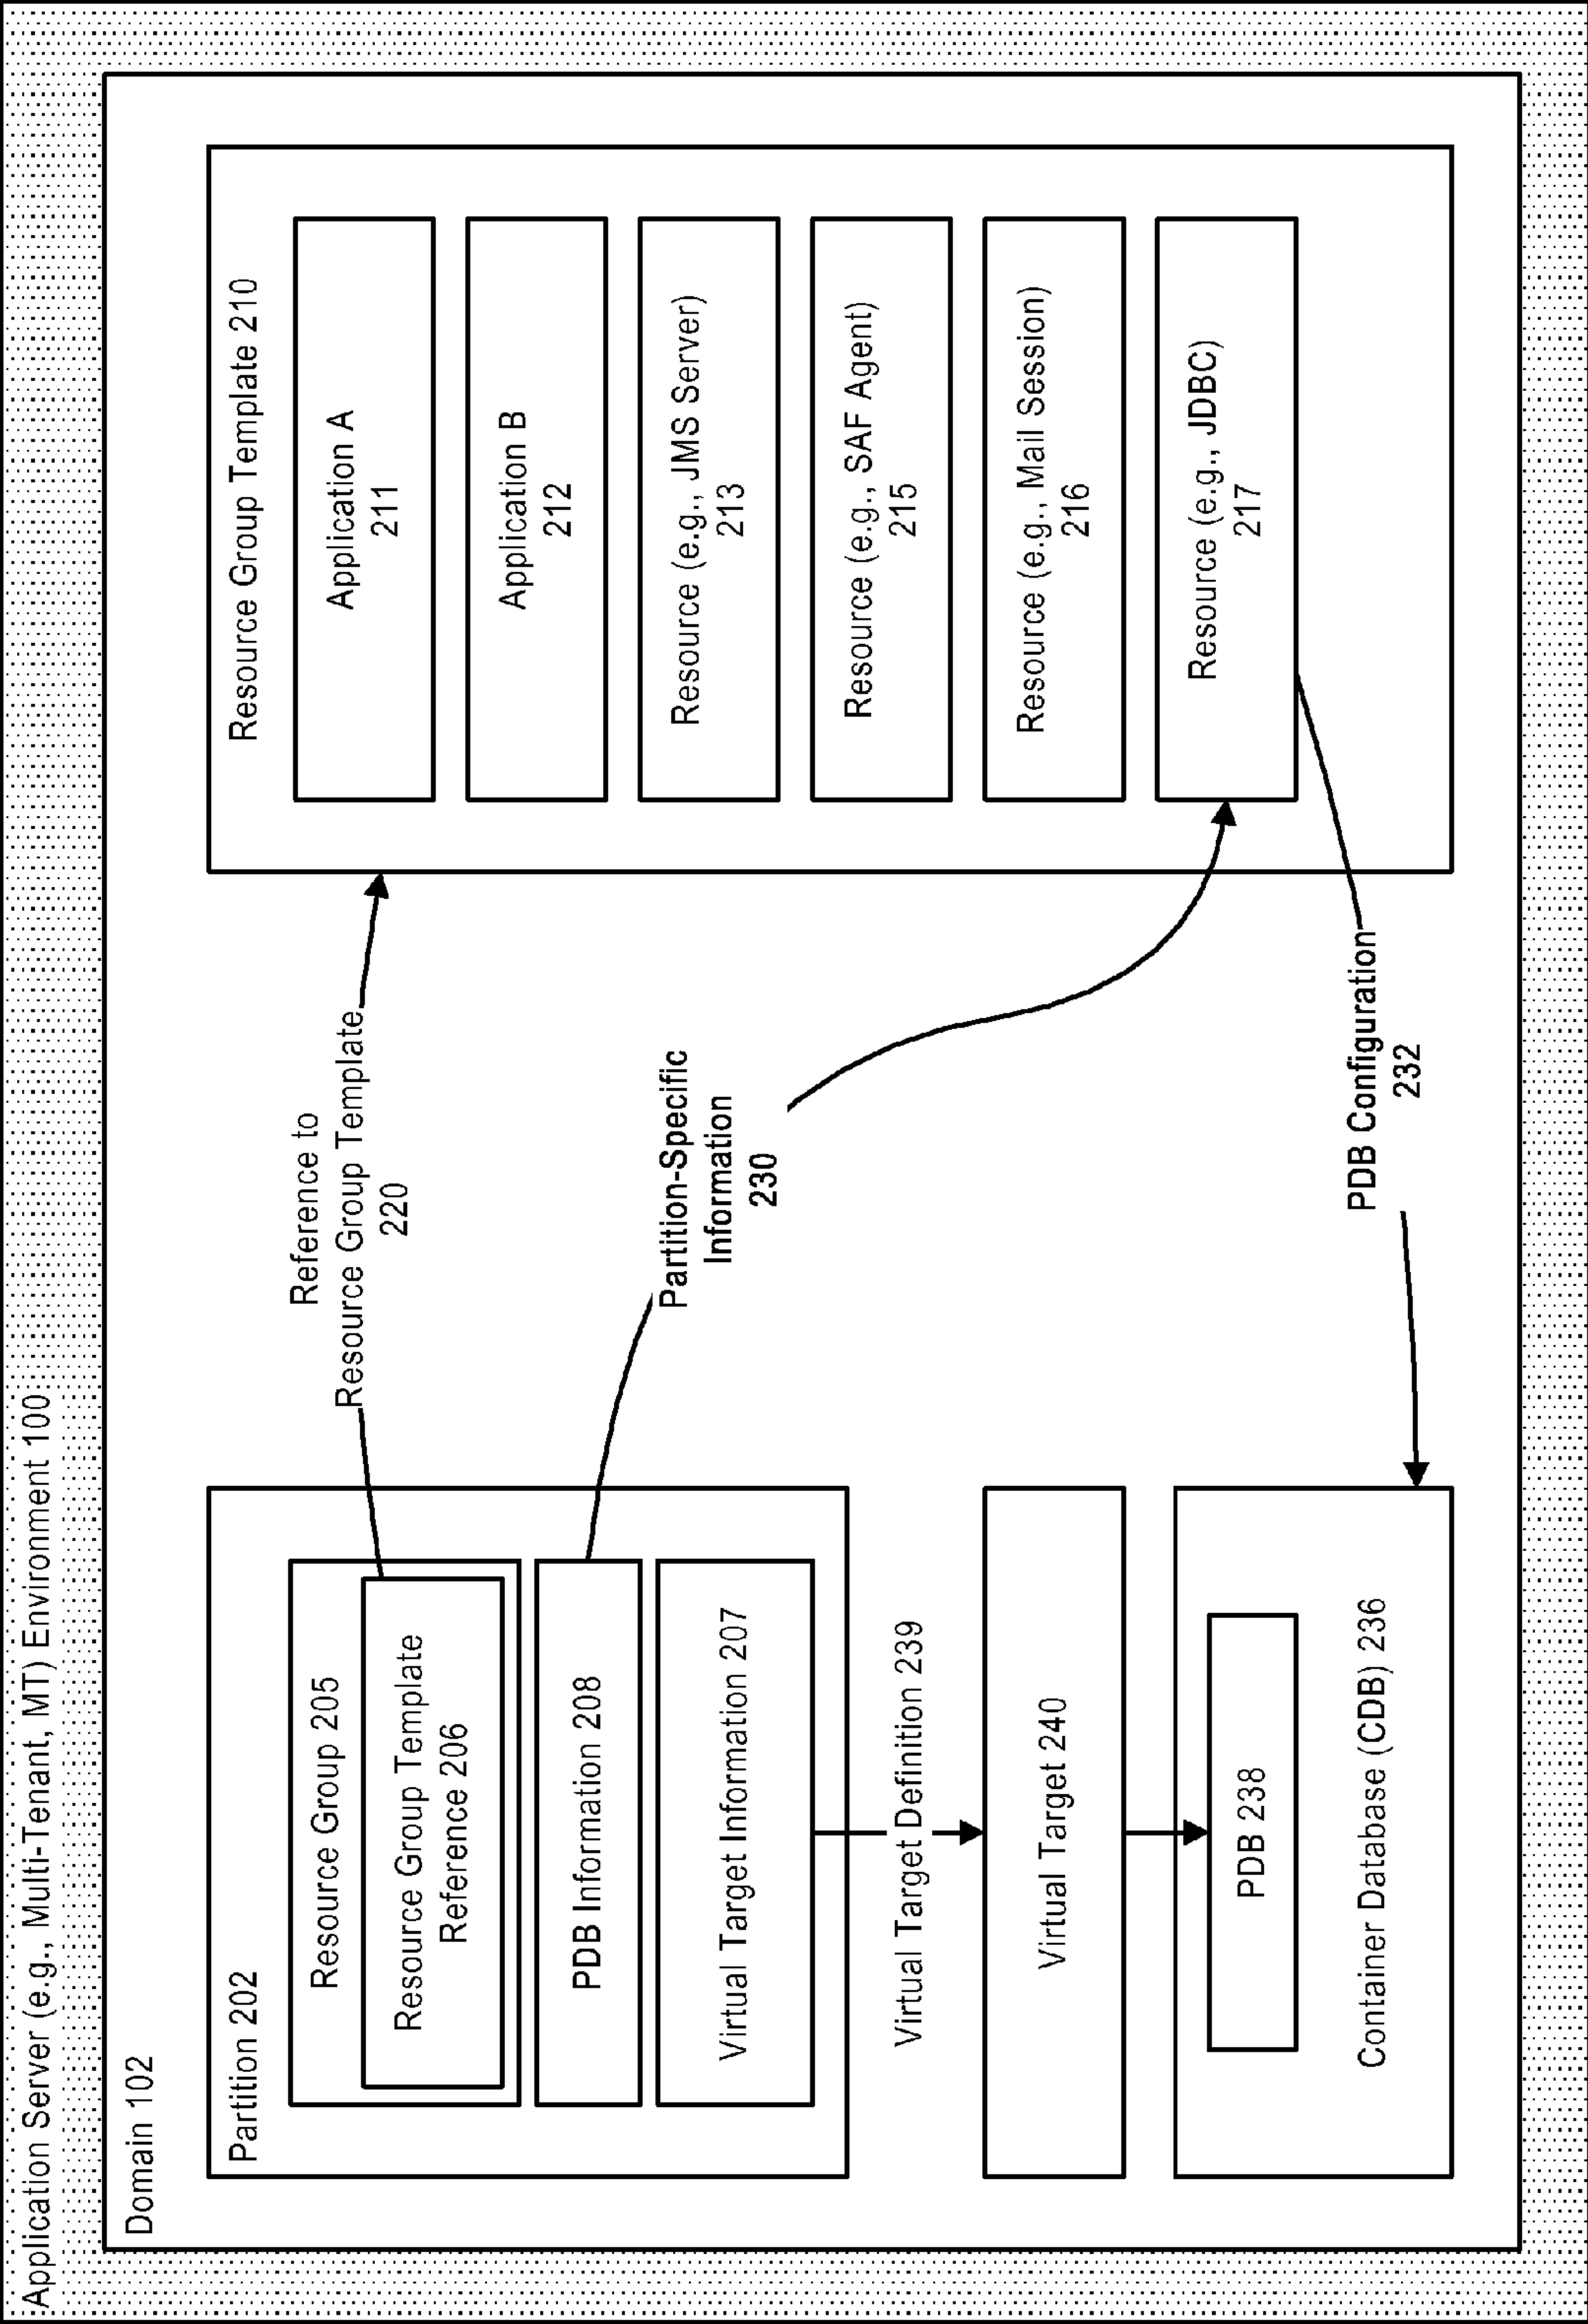 Application Server (e.g., Multi-Tenant, MT) Environment 100
Domain 102
Partition 202
Resource Group 205
Resource Group Template
Reference 206
PDB Information 208
Virtual Target Information 207
Virtual Target Definition 239
Virtual Target 240
PDB 238
Container Database (CDB) 236
Reference to
Resource Group Template
220
Partition-Specific
Information
230
PDB Configuration
232
Resource Group Template 210
Application A
211
Application B
212
Resource (e.g., JMS Server)
213
Resource (e.g., SAF Agent)
215
Resource (e.g., Mail Session)
216
Resource (e.g., JDBC)
217